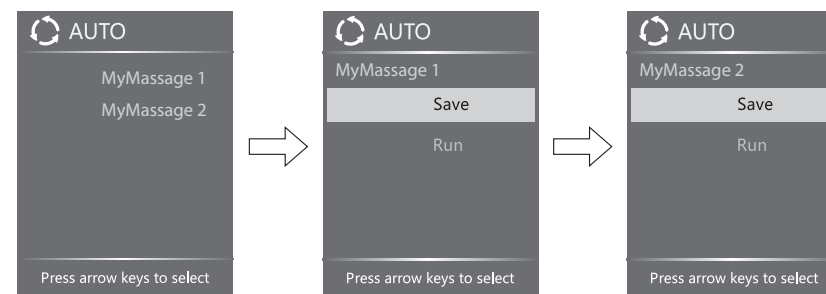 AUTO
MyMassage 1
MyMassage 2
Press arrow keys to select
AUTO
MyMassage 1
Save
Run
Press arrow keys to select
AUTO
MyMassage 2
Save
Run
Press arrow keys to select